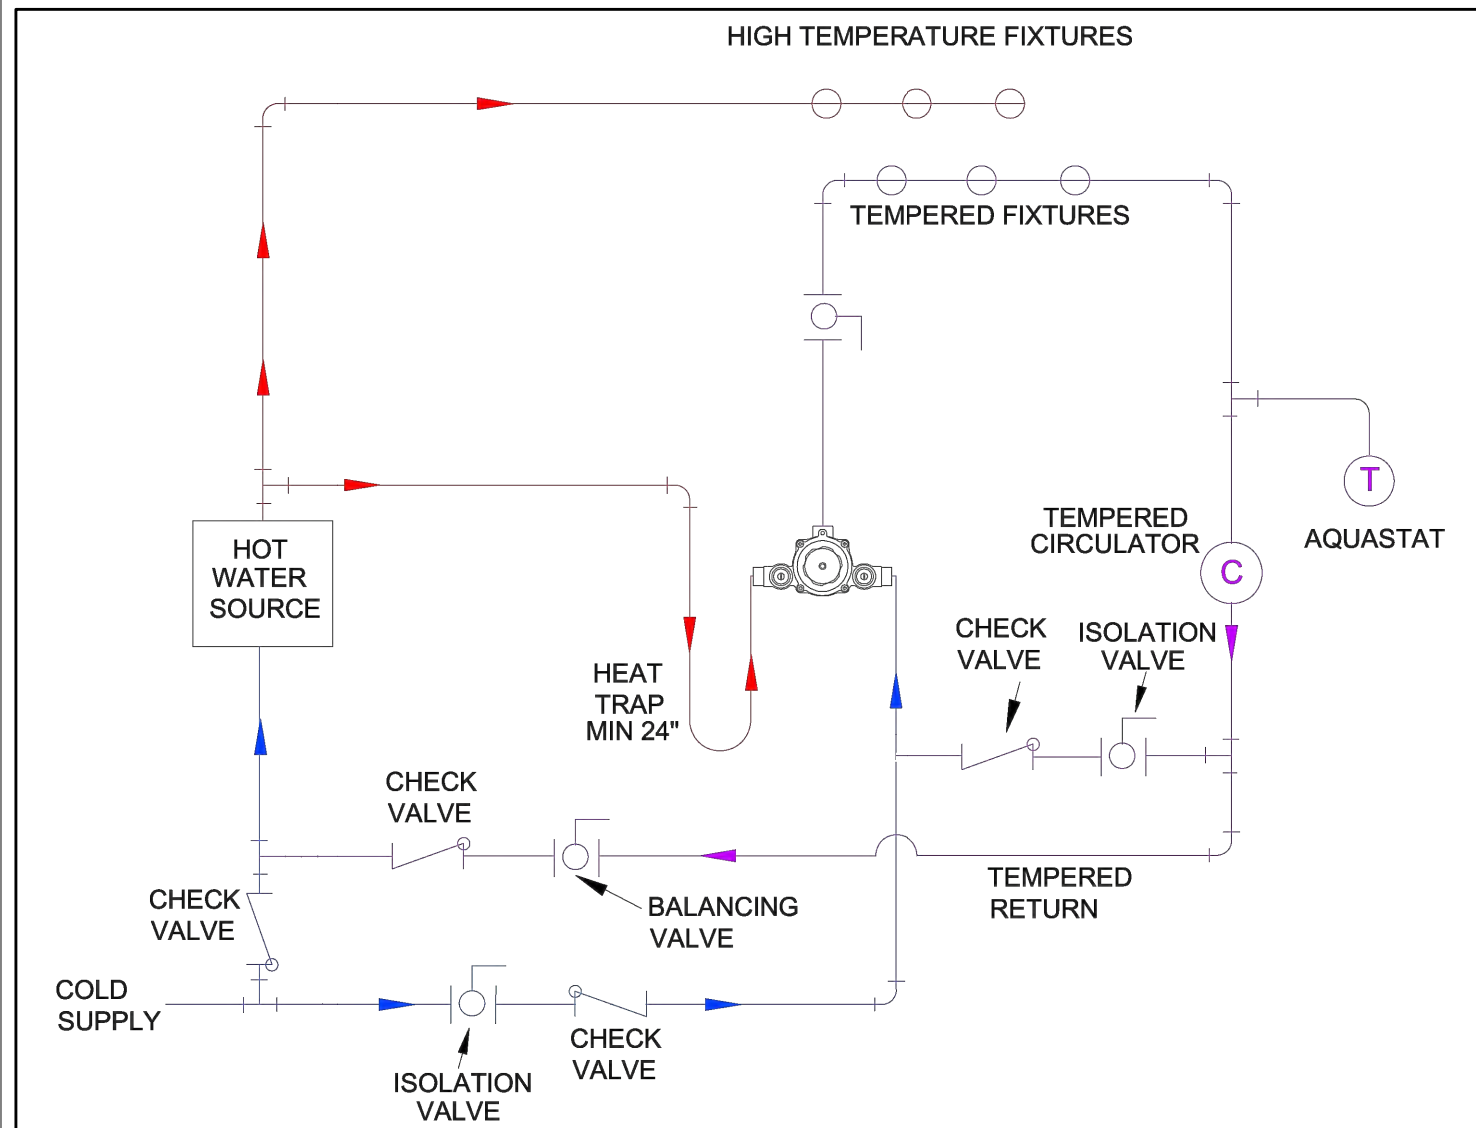 HIGH TEMPERATURE FIXTURES
TEMPERED FIXTURES
T
AQUASTAT
TEMPERED
CIRCULATOR
C
HOT
WATER
SOURCE
CHECK
VALVE
ISOLATION
VALVE
HEAT
TRAP
MIN 24"
CHECK
VALVE
CHECK
VALVE
BALANCING
VALVE
TEMPERED
RETURN
COLD
SUPPLY
ISOLATION
VALVE
CHECK
VALVE